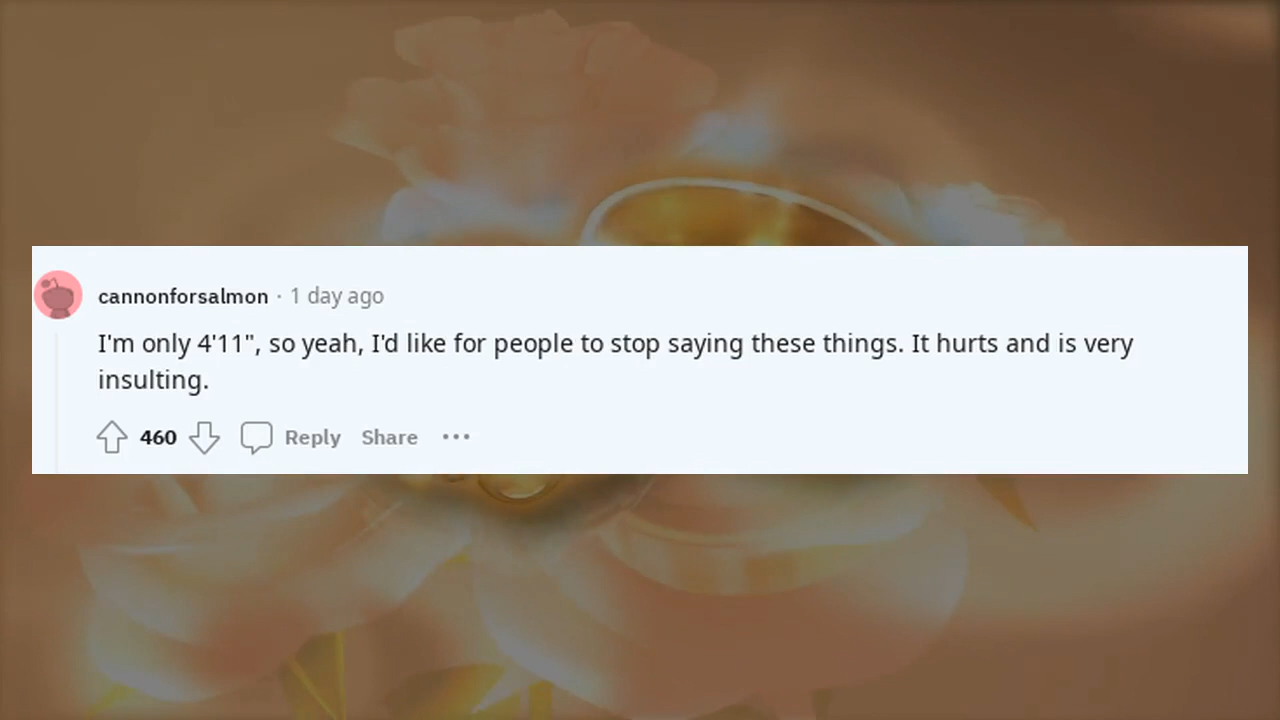 cannonforsalmon · 1 day ago
I'm only 4'11", so yeah, I'd like for people to stop saying these things. It hurts and is very
insulting.
460 Reply Share ···